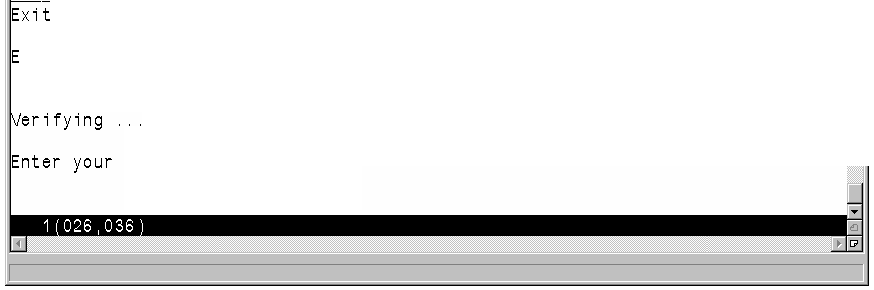 Exit
E
Verifying ...
Enter your
1(026,036)